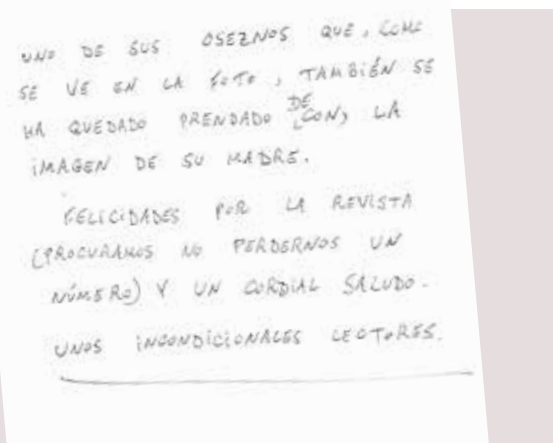 UNO DE SUS OSEZNOS QUE, COMO
SE VE EN LA FOTO, TAMBIÉN SE
HA QUEDADO PRENDADO DE (CON) LA
IMAGEN DE SU MADRE.
FELICIDADES POR LA REVISTA
(PROCURAMOS NO PERDERNOS UN
NÚMERO) Y UN CORDIAL SALUDO.
UNOS INCONDICIONALES LECTORES.